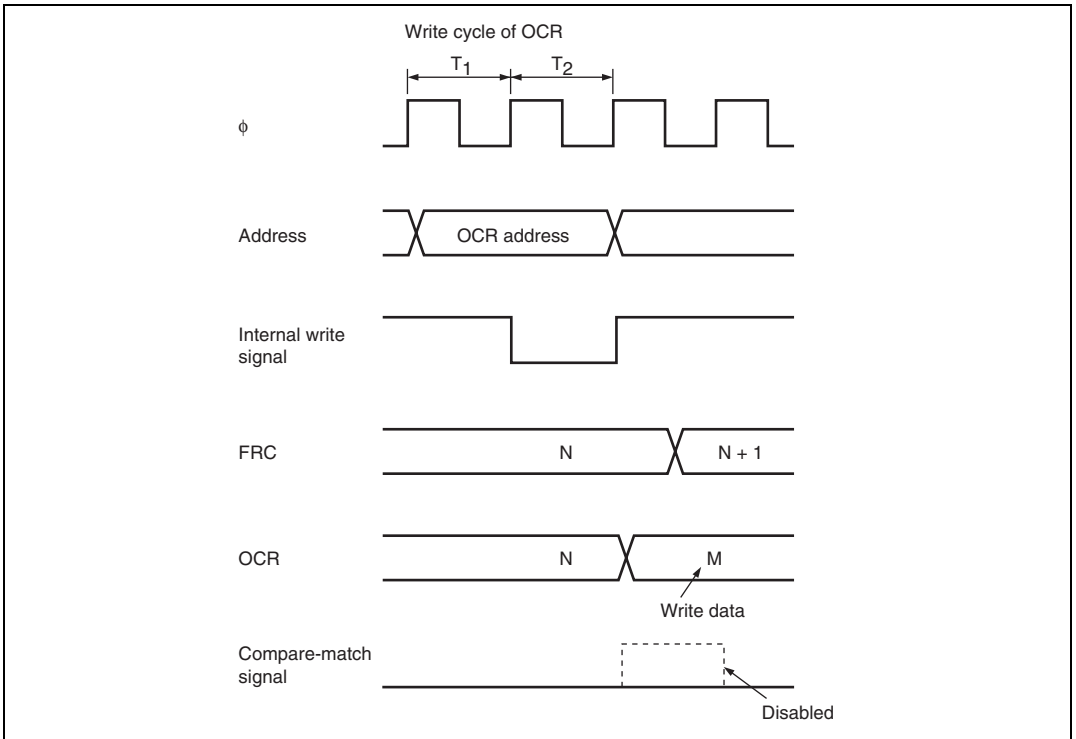 Write cycle of OCR
T1 T2
φ
Address
OCR address
Internal write
signal
FRC
N
N + 1
OCR
N
M
Write data
Compare-match
signal
Disabled